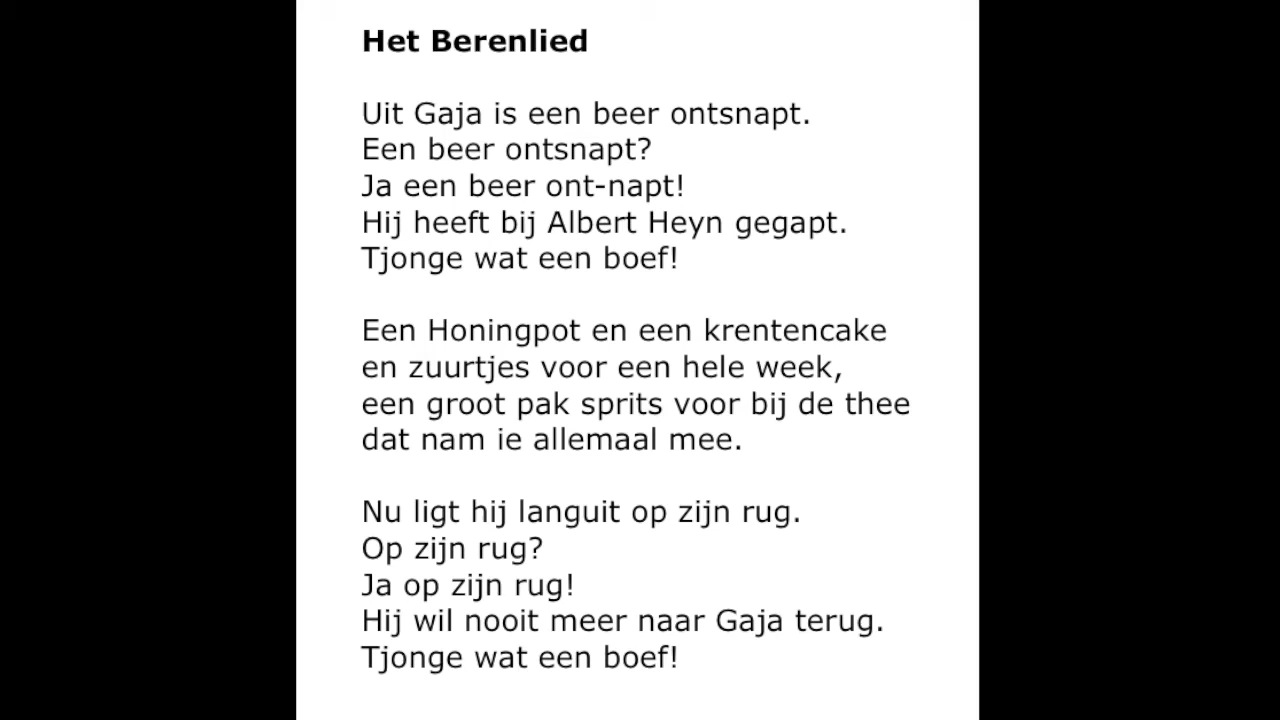 Het Berenlied
Uit Gaja is een beer ontsnapt.
Een beer ontsnapt?
Ja een beer ont-napt!
Hij heeft bij Albert Heyn gegapt.
Tjonge wat een boef!
Een Honingpot en een krentencake
en zuurtjes voor een hele week,
een groot pak sprits voor bij de thee
dat nam ie allemaal mee.
Nu ligt hij languit op zijn rug.
Op zijn rug?
Ja op zijn rug!
Hij wil nooit meer naar Gaja terug.
Tjonge wat een boef!